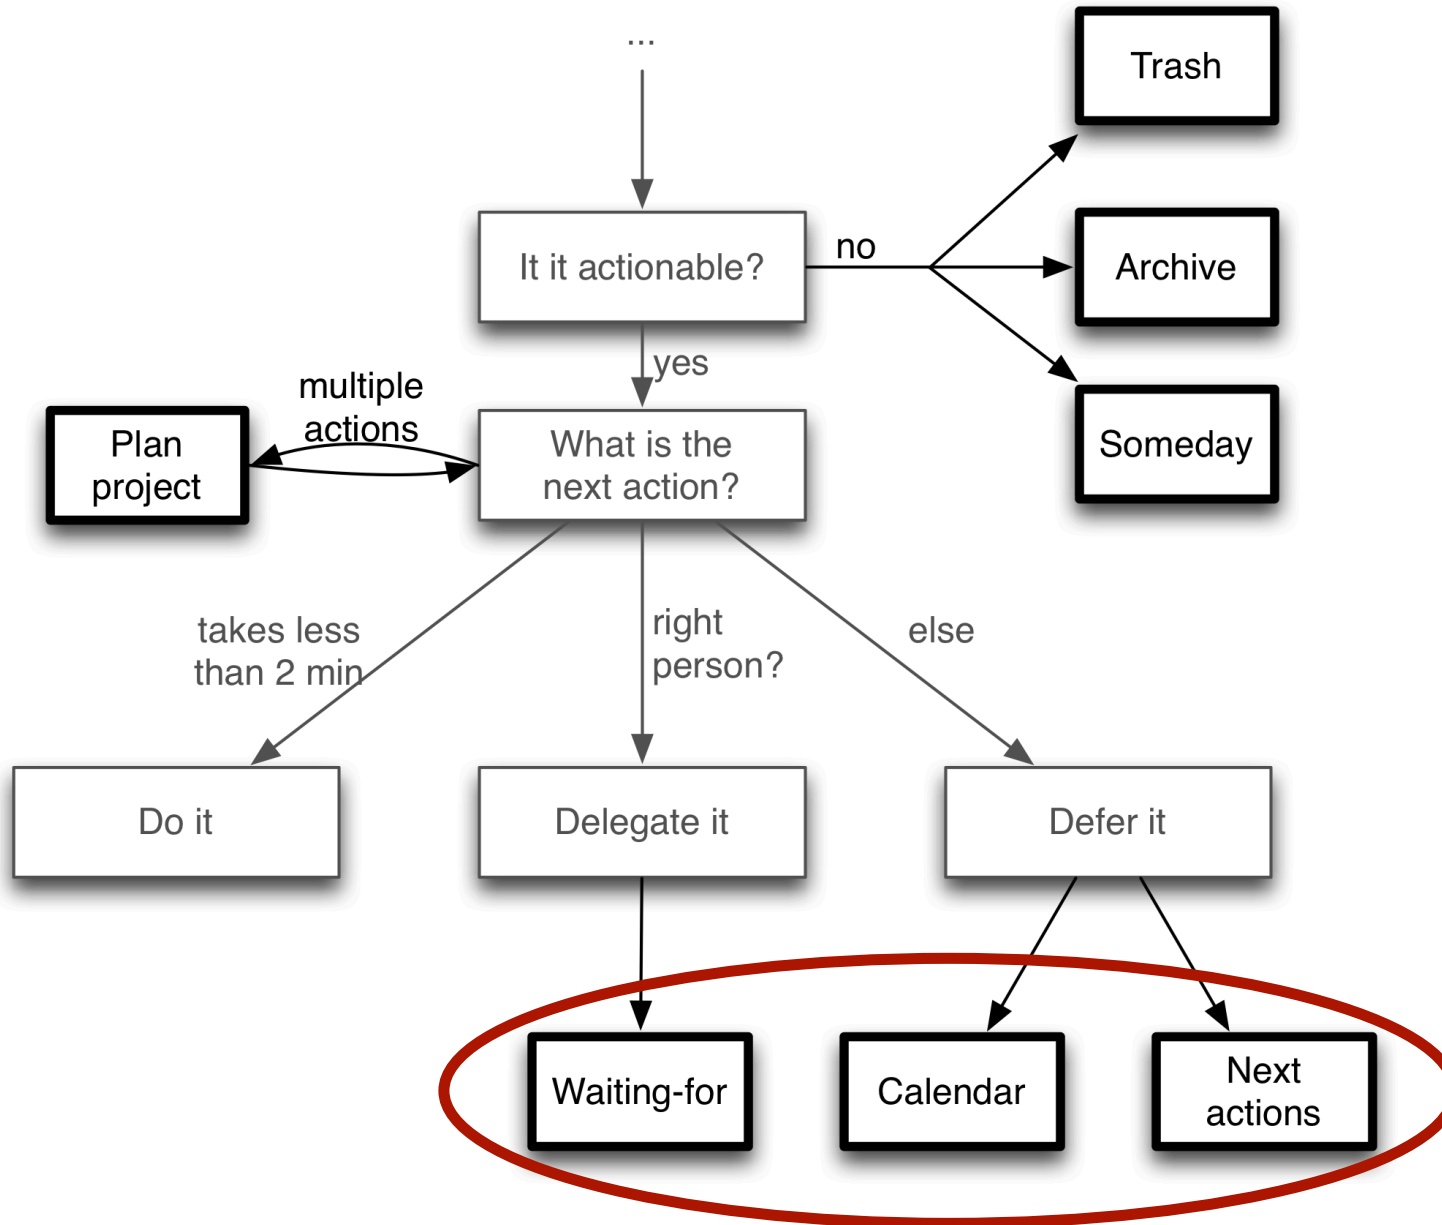 ...
Trash
It it actionable?
no
Archive
yes
multiple
actions
Someday
Plan
project
What is the
next action?
takes less
than 2 min
right
person?
else
Do it
Delegate it
Defer it
Waiting-for
Calendar
Next
actions